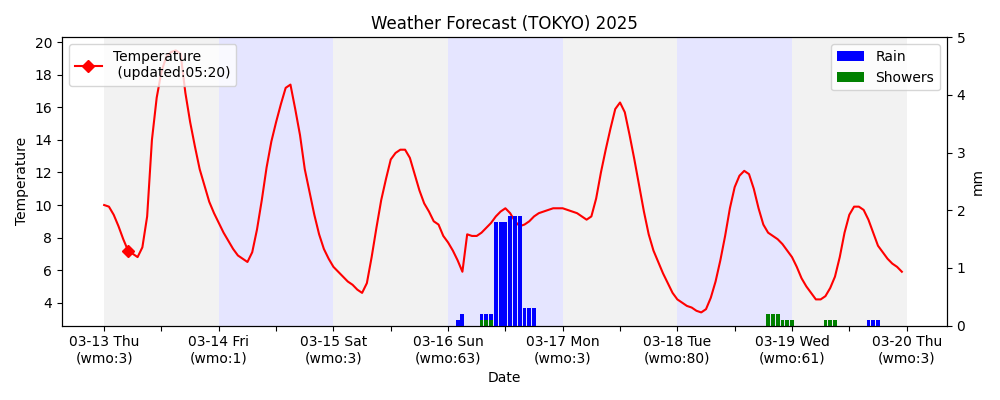 Weather Forecast (TOKYO) 2025
Temperature
(updated:05:20)
Rain
Showers
20
18
16
14
12
10
8
6
4
Temperature
5
4
3
2
1
0
mm
03-13 Thu
(wmo:3)
03-14 Fri
(wmo:1)
03-15 Sat
(wmo:3)
03-16 Sun
(wmo:63)
03-17 Mon
(wmo:3)
03-18 Tue
(wmo:80)
03-19 Wed
(wmo:61)
03-20 Thu
(wmo:3)
Date